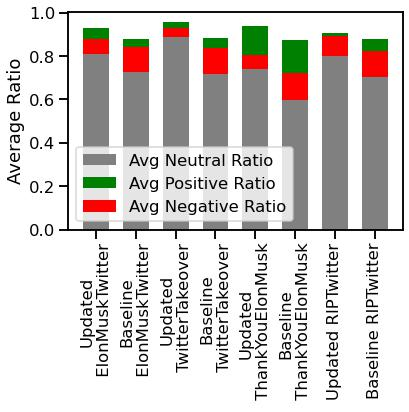 1.0
0.8
0.6
0.4
0.2
0.0
Average Ratio
Avg Neutral Ratio
Avg Positive Ratio
Avg Negative Ratio
Updated
ElonMuskTwitter
Baseline
ElonMuskTwitter
Updated
TwitterTakeover
Baseline
TwitterTakeover
Updated
ThankYouElonMusk
Baseline
ThankYouElonMusk
Updated RIPTwitter
Baseline RIPTwitter